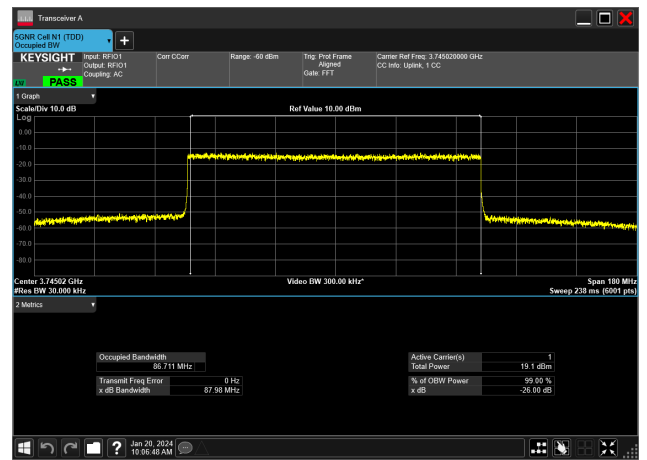 Transceiver A
5GNR Cell N1 (TDD)
Occupied BW
KEYSIGHT
Input: RFIO1
Output: RFIO1
Coupling: AC
Corr CCorr
Range: -60 dBm
Trig: Prot Frame
Aligned
Gate: FFT
Carrier Ref Freq: 3.745020000 GHz
CC Info: Uplink, 1 CC
PASS
1 Graph
Scale/Div 10.0 dB
Ref Value 10.00 dBm
Log
0.00
-10.0
-20.0
-30.0
-40.0
-50.0
-60.0
-70.0
-80.0
Center 3.74502 GHz
#Res BW 30.000 kHz
Video BW 300.00 kHz*
Span 180 MHz
Sweep 238 ms (6001 pts)
2 Metrics
Occupied Bandwidth
86.711 MHz
Transmit Freq Error 0 Hz
x dB Bandwidth 87.98 MHz
Active Carrier(s) 1
Total Power 19.1 dBm
% of OBW Power 99.00 %
x dB -26.00 dB
?
Jan 20, 2024
10:06:48 AM